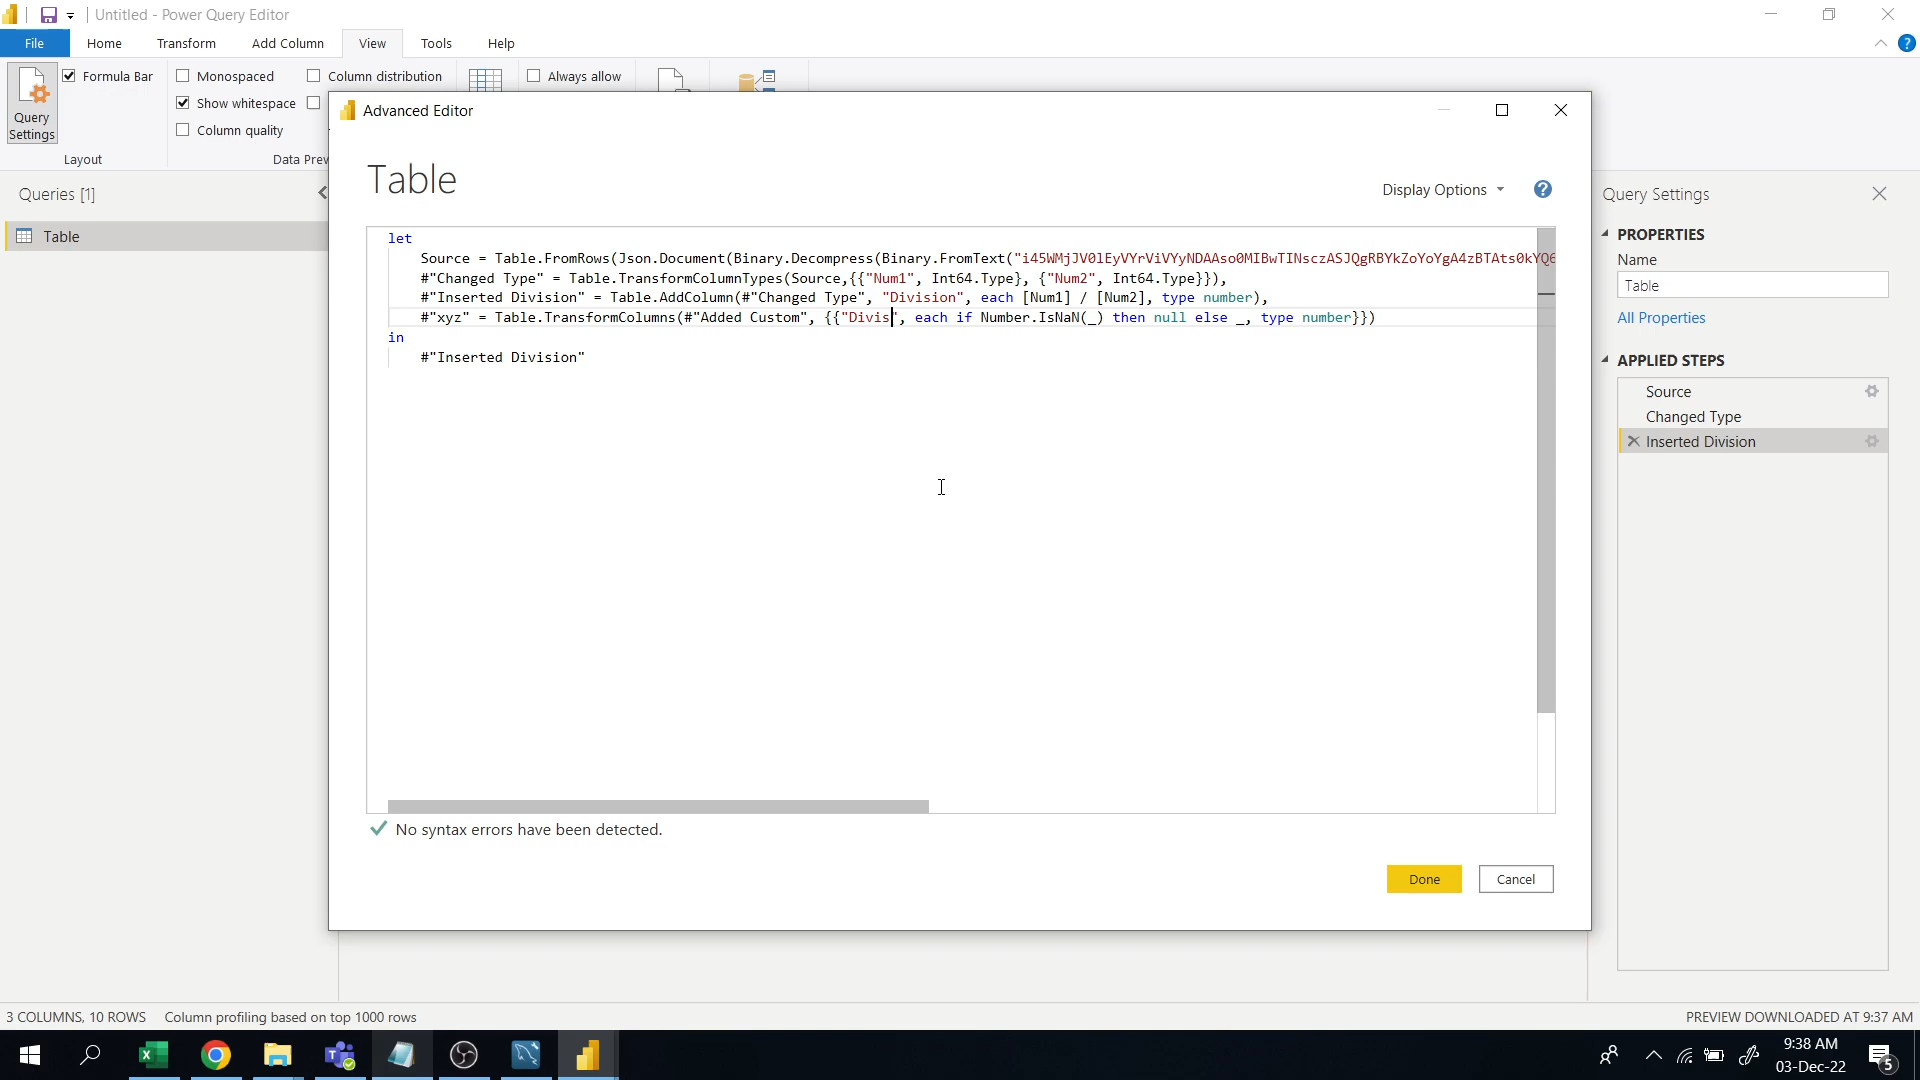 Untitled - Power Query Editor
File Home Transform Add Column View Tools Help
Query Settings
Formula Bar
Monospaced
Column distribution
Always allow
Show whitespace
Column quality
Layout
Data Prev
Advanced Editor
Table
Display Options
Queries [1]
Table
let
Source = Table.FromRows(Json.Document(Binary.Decompress(Binary.FromText("i45WMjJV0lEyVYrViVYyNDAAso0MIBwTINsczASJQgRBYkZoYoYgA4zBTAts0kYQ6
#"Changed Type" = Table.TransformColumnTypes(Source,{{"Num1", Int64.Type}, {"Num2", Int64.Type}}),
#"Inserted Division" = Table.AddColumn(#"Changed Type", "Division", each [Num1] / [Num2], type number),
#"xyz" = Table.TransformColumns(#"Added Custom", {{"Divis", each if Number.IsNaN(_) then null else _, type number}})
in
#"Inserted Division"
No syntax errors have been detected.
Done
Cancel
Query Settings
PROPERTIES
Name
Table
All Properties
APPLIED STEPS
Source
Changed Type
Inserted Division
3 COLUMNS, 10 ROWS
Column profiling based on top 1000 rows
PREVIEW DOWNLOADED AT 9:37 AM
9:38 AM
03-Dec-22
5